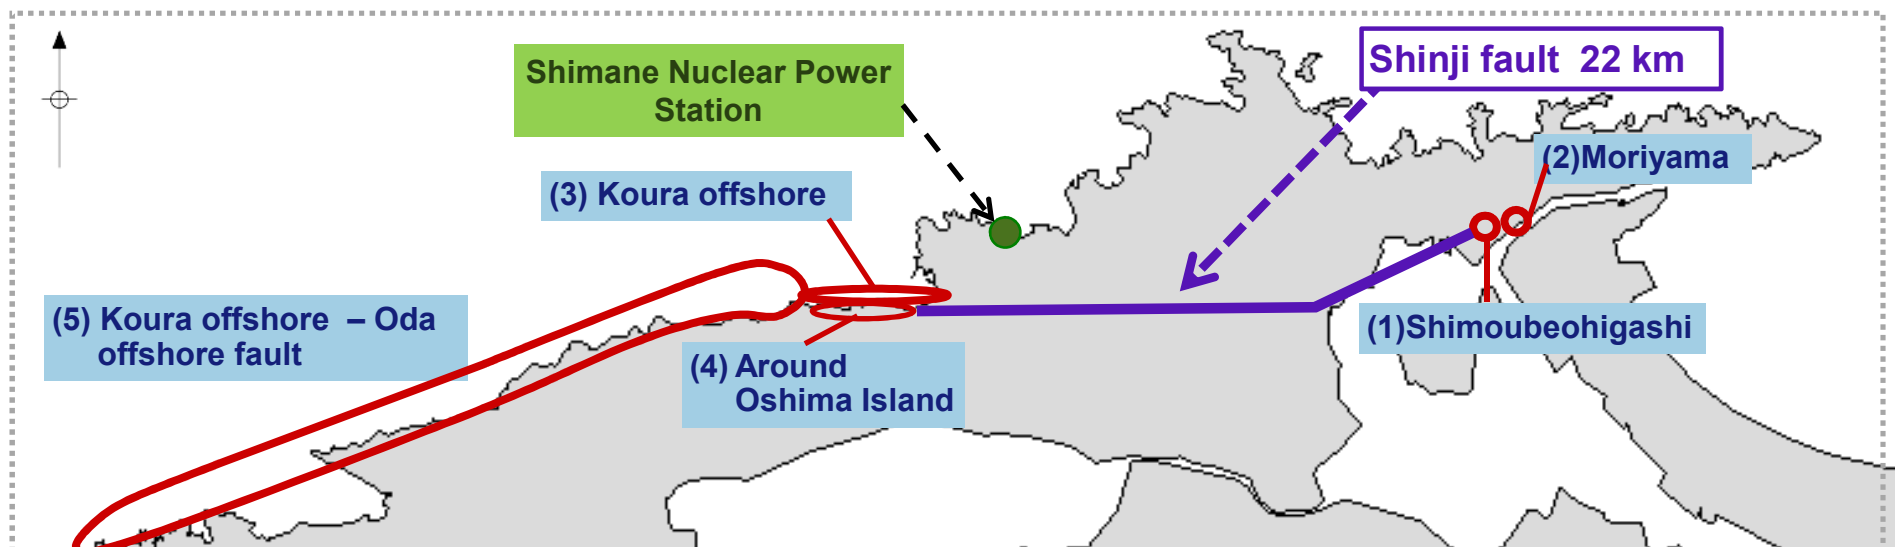 Shimane Nuclear Power
Station
Shinji fault 22 km
(2)Moriyama
(3) Koura offshore
(5) Koura offshore – Oda
offshore fault
(4) Around
Oshima Island
(1)Shimoubeohigashi